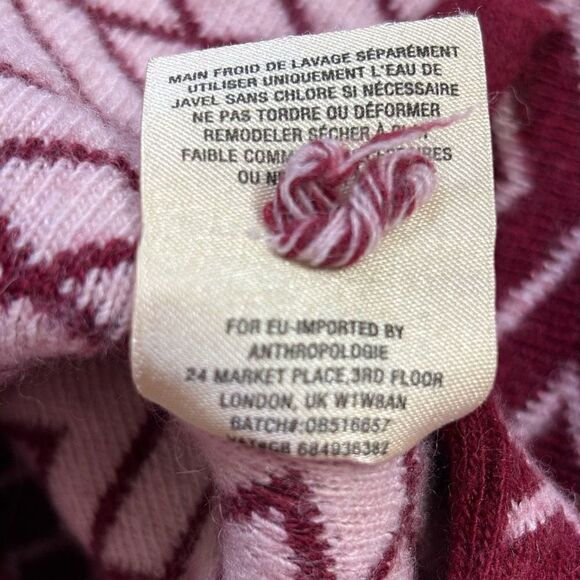 MAIN FROID DE LAVAGE SÉPARÉMENT
UTILISER UNIQUEMENT L'EAU DE
JAVEL SANS CHLORE SI NÉCESSAIRE
NE PAS TORDRE OU DÉFORMER
REMODELER SÉCHER À
FAIBLE
OU
FOR EU-IMPORTED BY
ANTHROPOLOGIE
24 MARKET PLACE,3RD FLOOR
LONDON, UK W1W8AN
BATCH#:OB516657
684936382